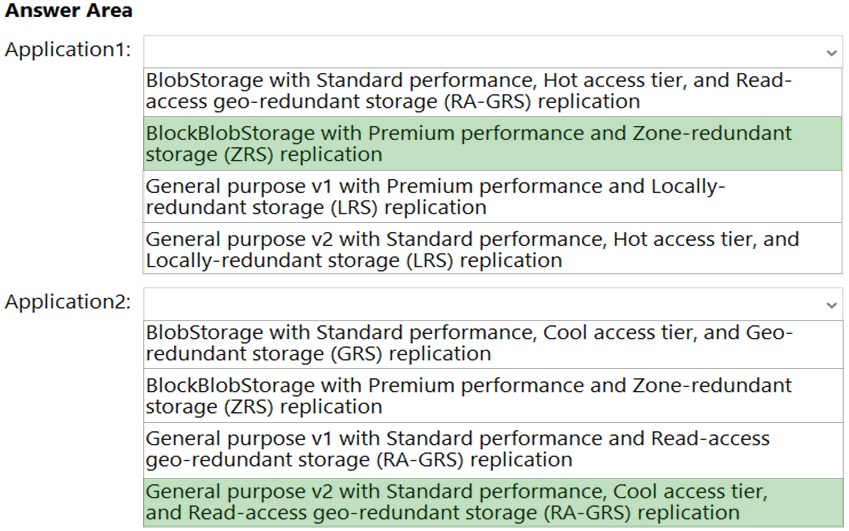 Answer Area
Application1:
BlobStorage with Standard performance, Hot access tier, and Read-
access geo-redundant storage (RA-GRS) replication
BlockBlobStorage with Premium performance and Zone-redundant
storage (ZRS) replication
General purpose v1 with Premium performance and Locally-
redundant storage (LRS) replication
General purpose v2 with Standard performance, Hot access tier, and
Locally-redundant storage (LRS) replication
Application2:
BlobStorage with Standard performance, Cool access tier, and Geo-
redundant storage (GRS) replication
BlockBlobStorage with Premium performance and Zone-redundant
storage (ZRS) replication
General purpose v1 with Standard performance and Read-access
geo-redundant storage (RA-GRS) replication
General purpose v2 with Standard performance, Cool access tier,
and Read-access geo-redundant storage (RA-GRS) replication